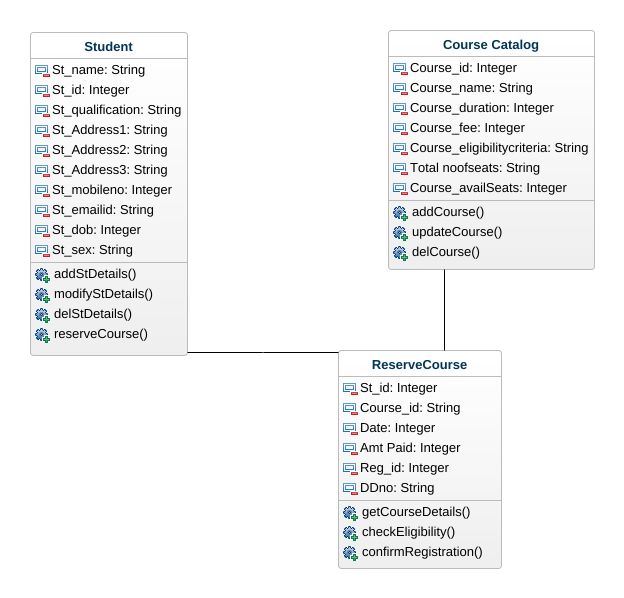 Student
St_name: String
St_id: Integer
St_qualification: String
St_Address1: String
St_Address2: String
St_Address3: String
St_mobileno: Integer
St_emailid: String
St_dob: Integer
St_sex: String
addStDetails()
modifyStDetails()
delStDetails()
reserveCourse()
Course Catalog
Course_id: Integer
Course_name: String
Course_duration: Integer
Course_fee: Integer
Course_eligibilitycriteria: String
Total noofseats: String
Course_availSeats: Integer
addCourse()
updateCourse()
delCourse()
ReserveCourse
St_id: Integer
Course_id: String
Date: Integer
Amt Paid: Integer
Reg_id: Integer
DDno: String
getCourseDetails()
checkEligibility()
confirmRegistration()